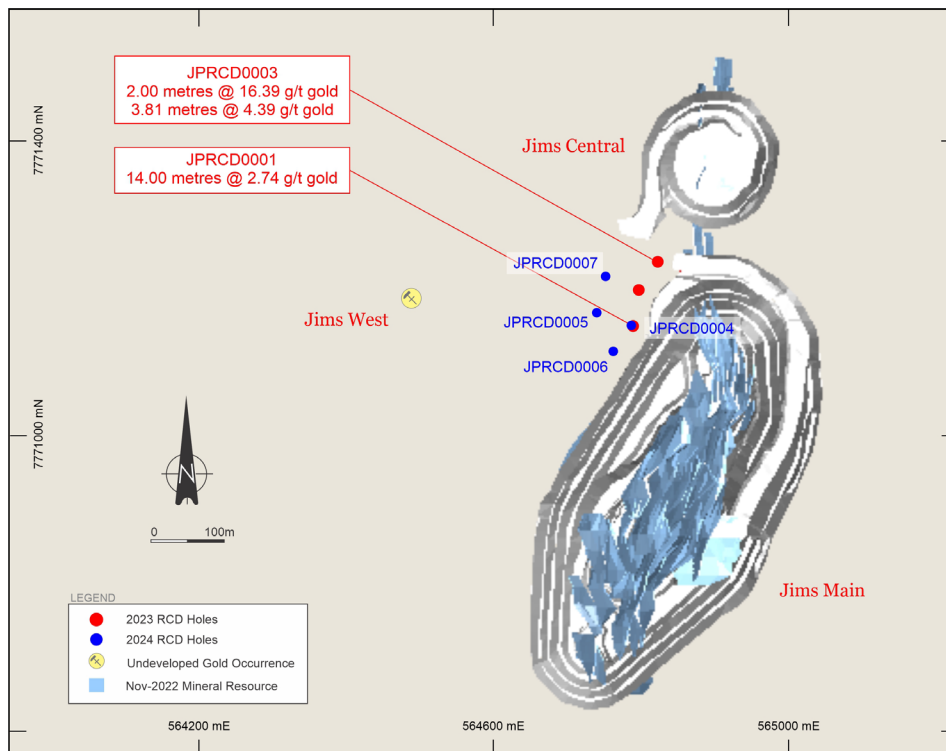 JPRCD0003
2.00 metres @ 16.39 g/t gold
3.81 metres @ 4.39 g/t gold
JPRCD0001
14.00 metres @ 2.74 g/t gold
Jims Central
7771400 mN
JPRCD0007
Jims West
JPRCD0005
JPRCD0004
JPRCD0006
7771000 mN
N
0 100m
Jims Main
LEGEND
2023 RCD Holes
2024 RCD Holes
Undeveloped Gold Occurrence
Nov-2022 Mineral Resource
564200 mE
564600 mE
565000 mE